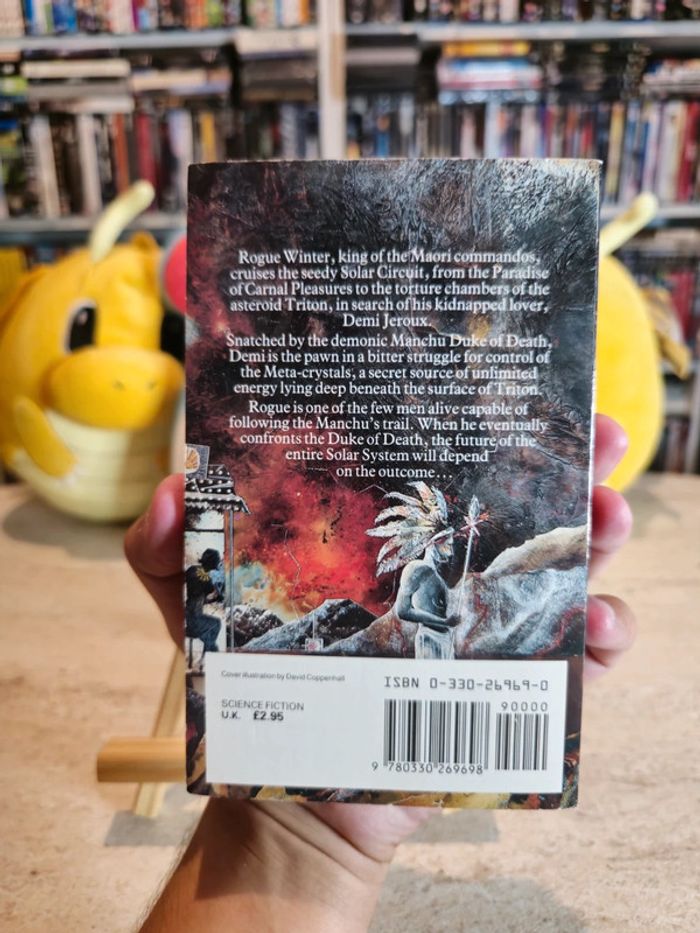 Rogue Winter, king of the Maori commandos,
cruises the seedy Solar Circuit, from the Paradise
of Carnal Pleasures to the torture chambers of the
asteroid Triton, in search of his kidnapped lover,
Demi Jeroux.
Snatched by the demonic Manchu Duke of Death,
Demi is the pawn in a bitter struggle for control of
the Meta-crystals, a secret source of unlimited
energy lying deep beneath the surface of Triton.
Rogue is one of the few men alive capable of
following the Manchu's trail. When he eventually
confronts the Duke of Death, the future of the
entire Solar System will depend
on the outcome...
Cover illustration by David Coppenhall
SCIENCE FICTION
U.K. £2.95
ISBN 0-330-26969-0
90000
9 780330 269698